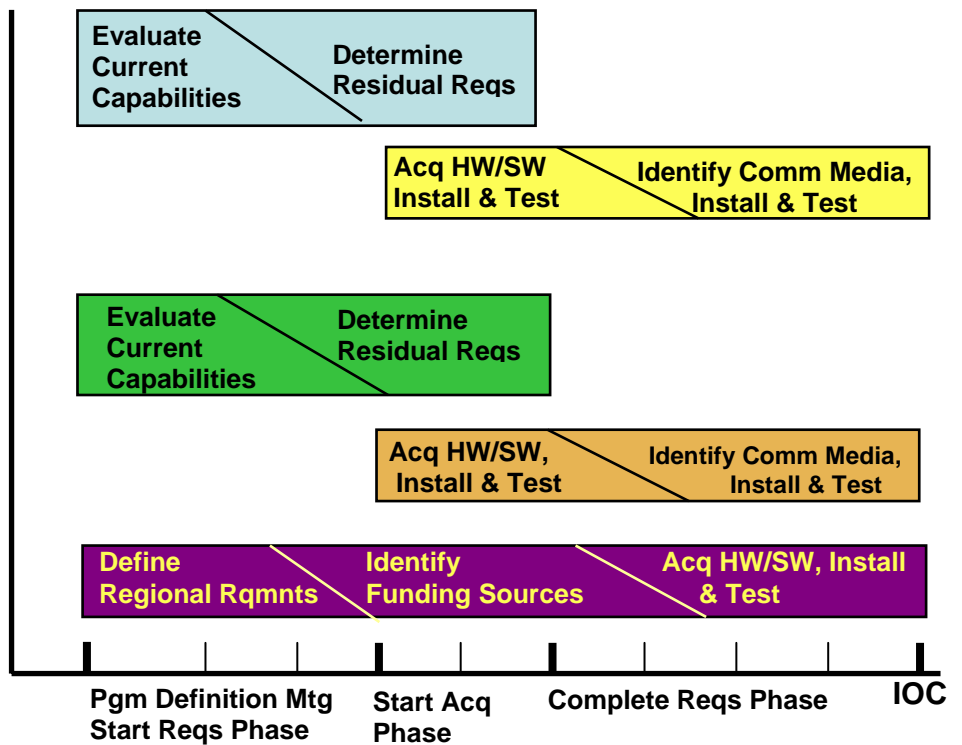 Evaluate
Current
Capabilities
Determine
Residual Reqs
Acq HW/SW
Install & Test
Identify Comm Media,
Install & Test
Evaluate
Current
Capabilities
Determine
Residual Reqs
Acq HW/SW,
Install & Test
Identify Comm Media,
Install & Test
Define
Regional Rqmnts
Identify
Funding Sources
Acq HW/SW, Install
& Test
Pgm Definition Mtg
Start Reqs Phase
Start Acq
Phase
Complete Reqs Phase
IOC